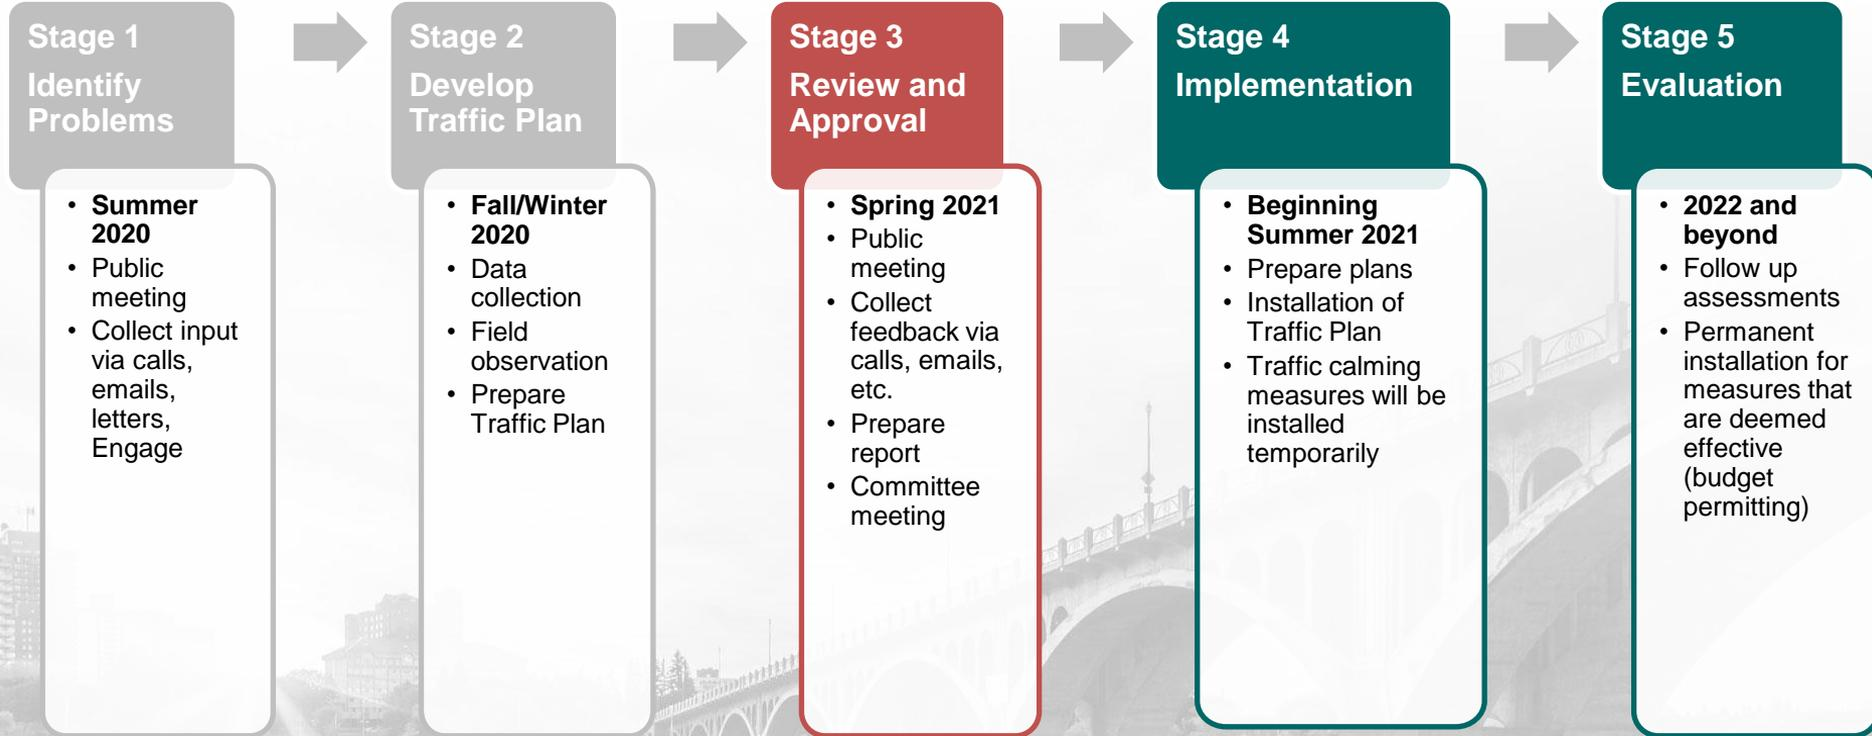 Stage 1
Identify
Problems
• Summer
2020
• Public
meeting
• Collect input
via calls,
emails,
letters,
Engage
Stage 2
Develop
Traffic Plan
• Fall/Winter
2020
• Data
collection
• Field
observation
• Prepare
Traffic Plan
Stage 3
Review and
Approval
• Spring 2021
• Public
meeting
• Collect
feedback via
calls, emails,
etc.
• Prepare
report
• Committee
meeting
Stage 4
Implementation
• Beginning
Summer 2021
• Prepare plans
• Installation of
Traffic Plan
• Traffic calming
measures will be
installed
temporarily
Stage 5
Evaluation
• 2022 and
beyond
• Follow up
assessments
• Permanent
installation for
measures that
are deemed
effective
(budget
permitting)